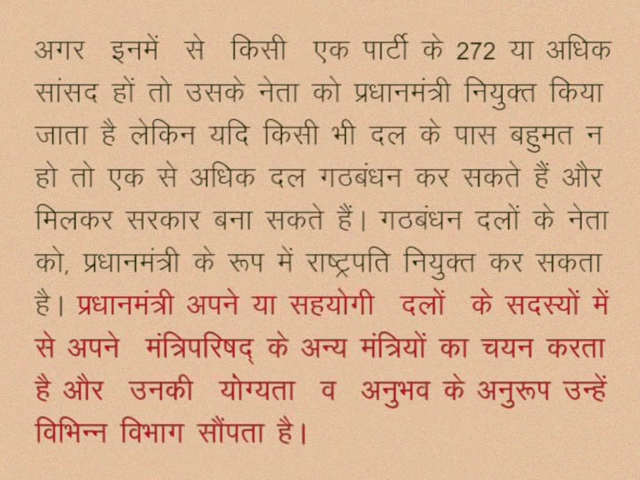 अगर इनमें से किसी एक पार्टी के 272 या अधिक
सांसद हों तो उसके नेता को प्रधानमंत्री नियुक्त किया
जाता है लेकिन यदि किसी भी दल के पास बहुमत न
हो तो एक से अधिक दल गठबंधन कर सकते हैं और
मिलकर सरकार बना सकते हैं। गठबंधन दलों के नेता
को, प्रधानमंत्री के रूप में राष्ट्रपति नियुक्त कर सकता
है। प्रधानमंत्री अपने या सहयोगी दलों के सदस्यों में
से अपने मंत्रिपरिषद् के अन्य मंत्रियों का चयन करता
है और उनकी योग्यता व अनुभव के अनुरूप उन्हें
विभिन्न विभाग सौंपता है।